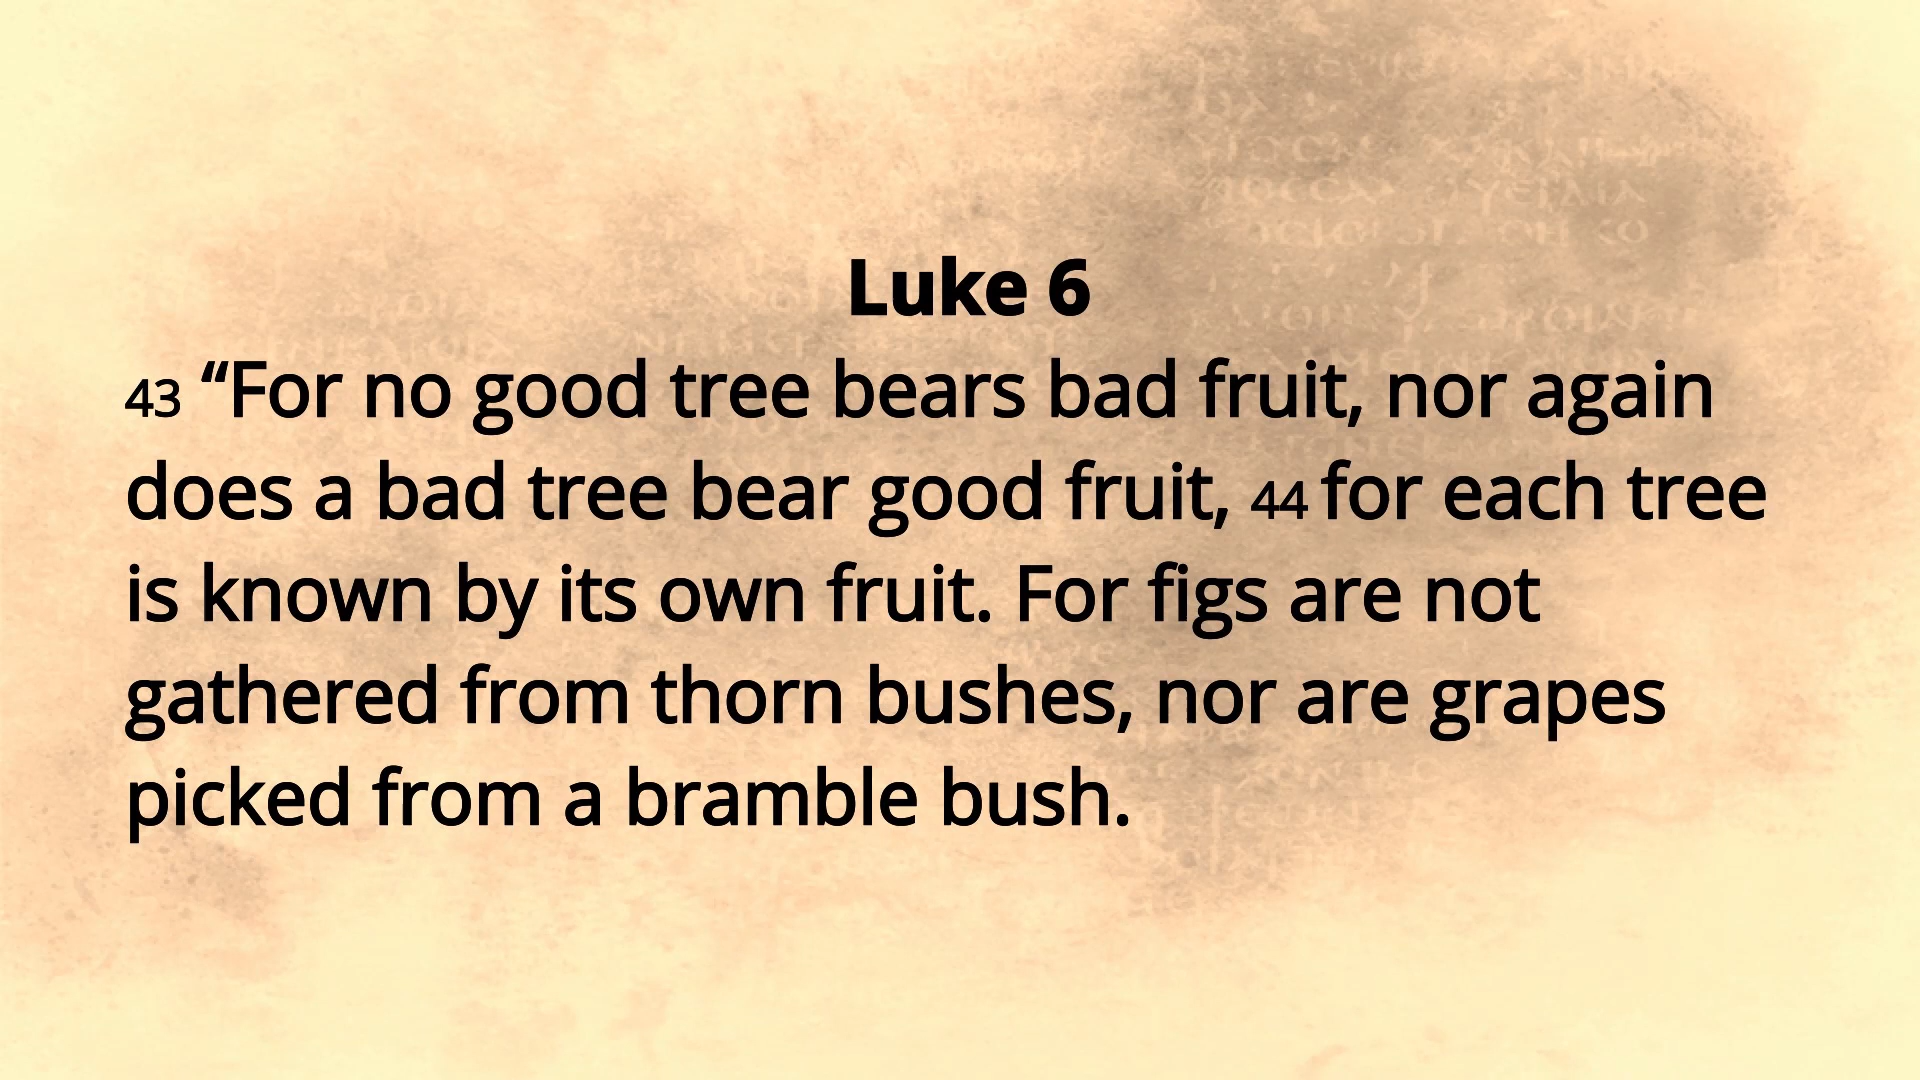 Luke 6
43 “For no good tree bears bad fruit, nor again
does a bad tree bear good fruit, 44 for each tree
is known by its own fruit. For figs are not
gathered from thorn bushes, nor are grapes
picked from a bramble bush.